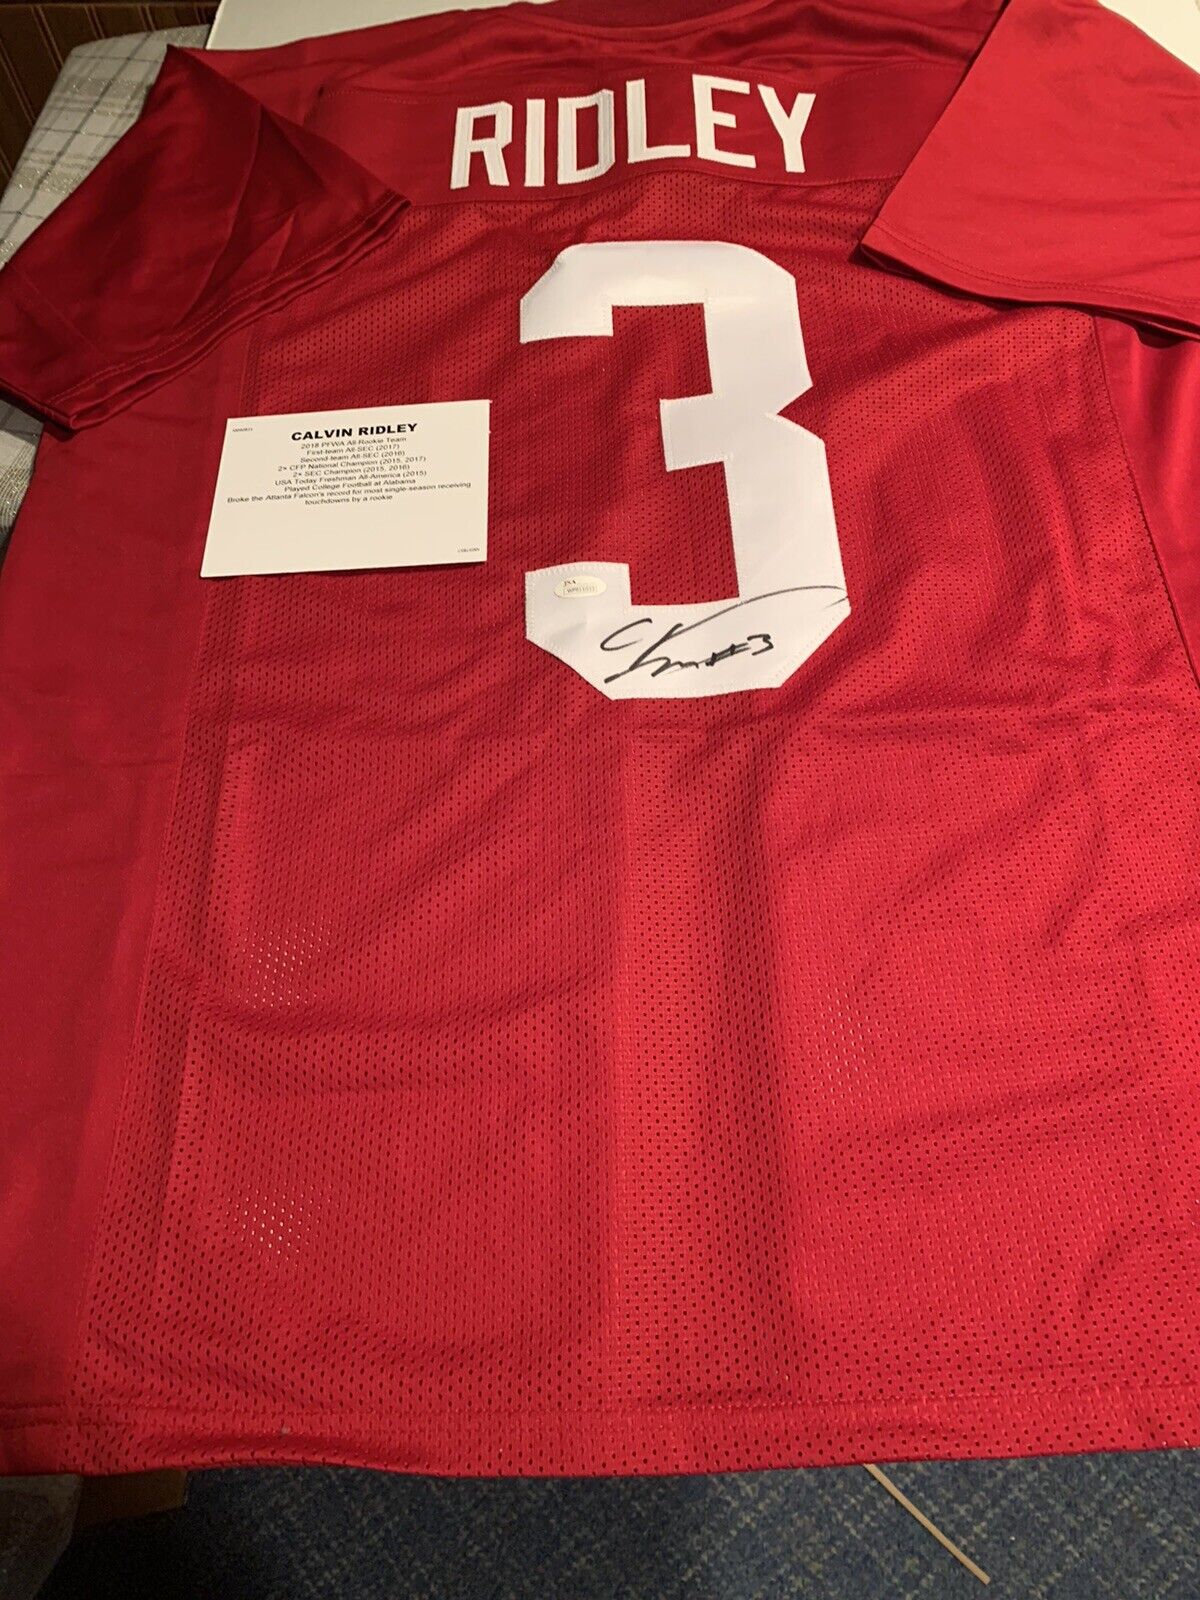 RIDLEY
3
CALVIN RIDLEY
2018 PFWA All-Rookie Team
First-team All-SEC (2017)
Second-team All-SEC (2016)
2× CFP National Champion (2015, 2017)
2× SEC Champion (2015, 2016)
USA Today Freshman All-America (2015)
Played College Football at Alabama
Broke the Atlanta Falcon's record for most single-season receiving
touchdowns by a rookie
JSA
#3